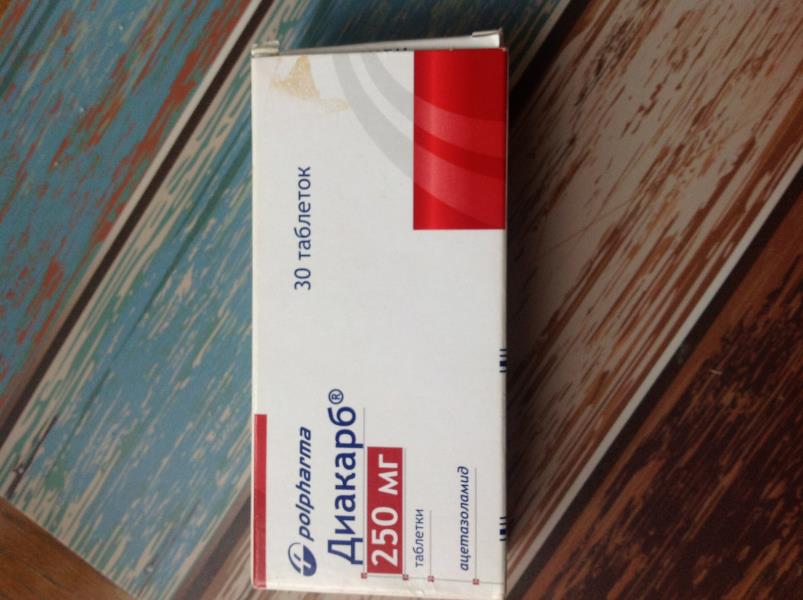 polpharma
Диакарб®
250 мг
таблетки
ацетазоламид
30 таблеток